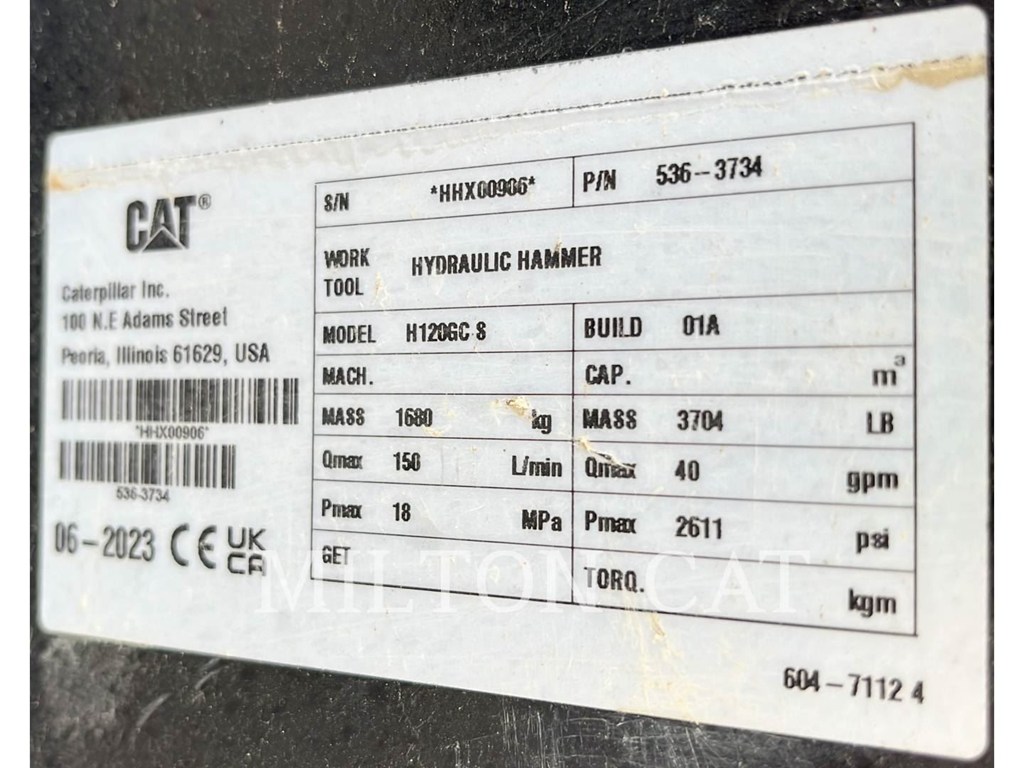 CAT®
Caterpillar Inc.
100 N.E Adams Street
Peoria, Illinois 61629, USA
*HHX00906*
536-3734
06-2023 CE UK
CA
S/N *HHX00906* P/N 536-3734
WORK
TOOL HYDRAULIC HAMMER
MODEL H120GC S BUILD 01A
MACH. CAP. m³
MASS 1680 kg MASS 3704 LB
Qmax 150 L/min Qmax 40 gpm
Pmax 18 MPa Pmax 2611 psi
GET TORQ. kgm
604-7112 4
MILTON CAT